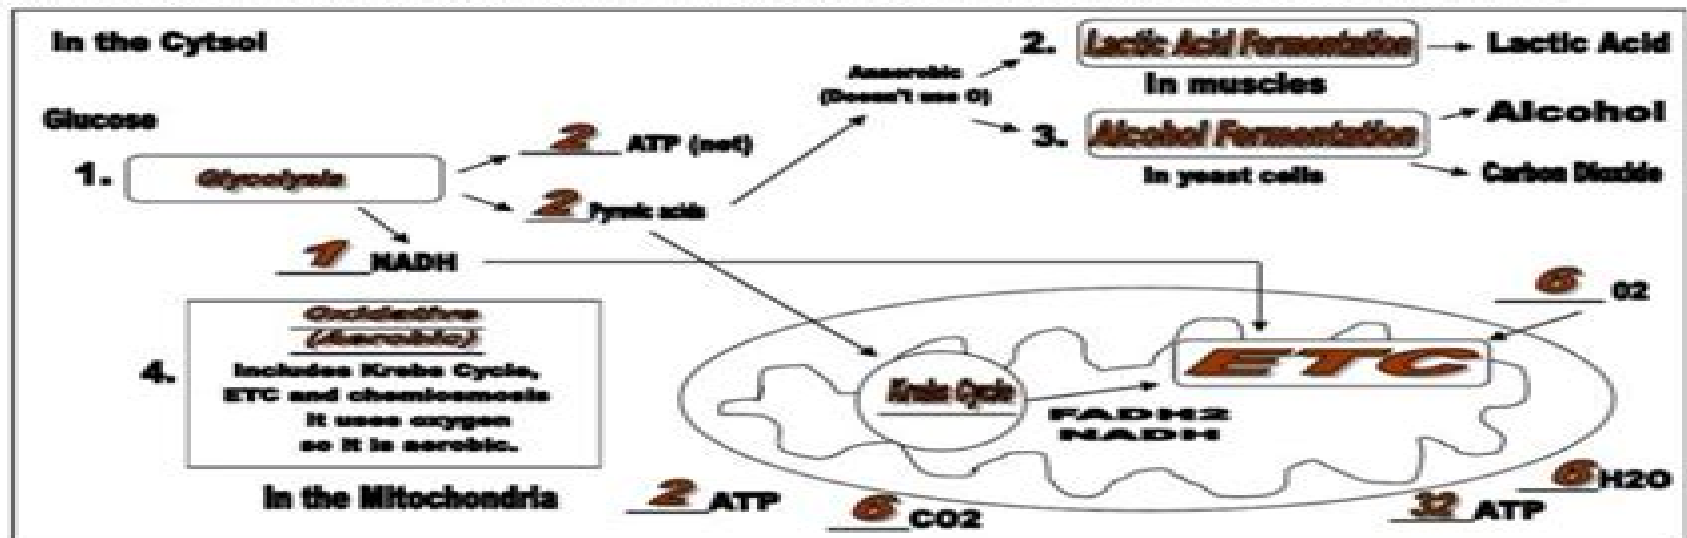 In the Cytsol
2. Lactic Acid Fermentation
Lactic Acid
In muscles
Anaerobic
(Doesn't use O)
Glucose
3. Alcohol Fermentation
Alcohol
In yeast cells
Carbon Dioxide
1. Glycolysis
2 ATP (net)
2 Pyruvic acids
1 NADH
6 O2
4. Oxidative
(Aerobic)
Includes Krebs Cycle,
ETC and chemiosmosis
It uses oxygen
so it is aerobic.
ETC
Krebs Cycle
FADH2
NADH
In the Mitochondria
2 ATP
6 CO2
32 ATP
6 H2O